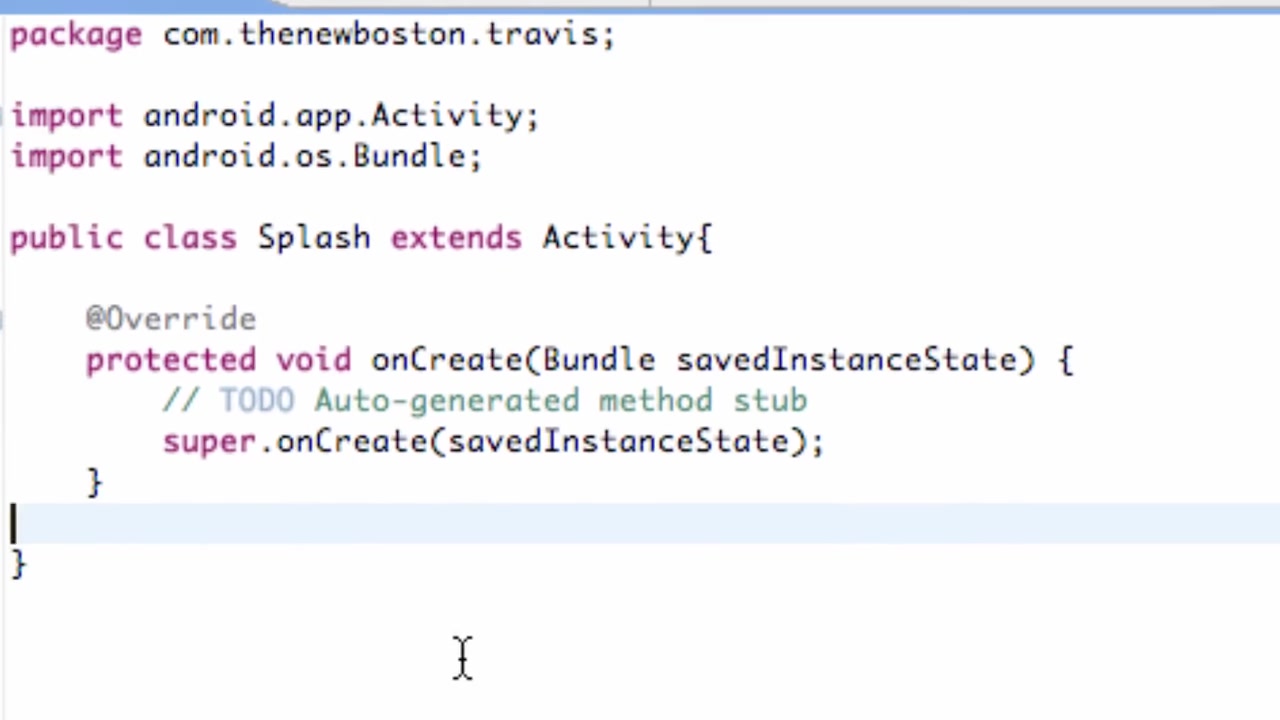 package com.thenewboston.travis;
import android.app.Activity;
import android.os.Bundle;
public class Splash extends Activity{
@Override
protected void onCreate(Bundle savedInstanceState) {
// TODO Auto-generated method stub
super.onCreate(savedInstanceState);
}
}